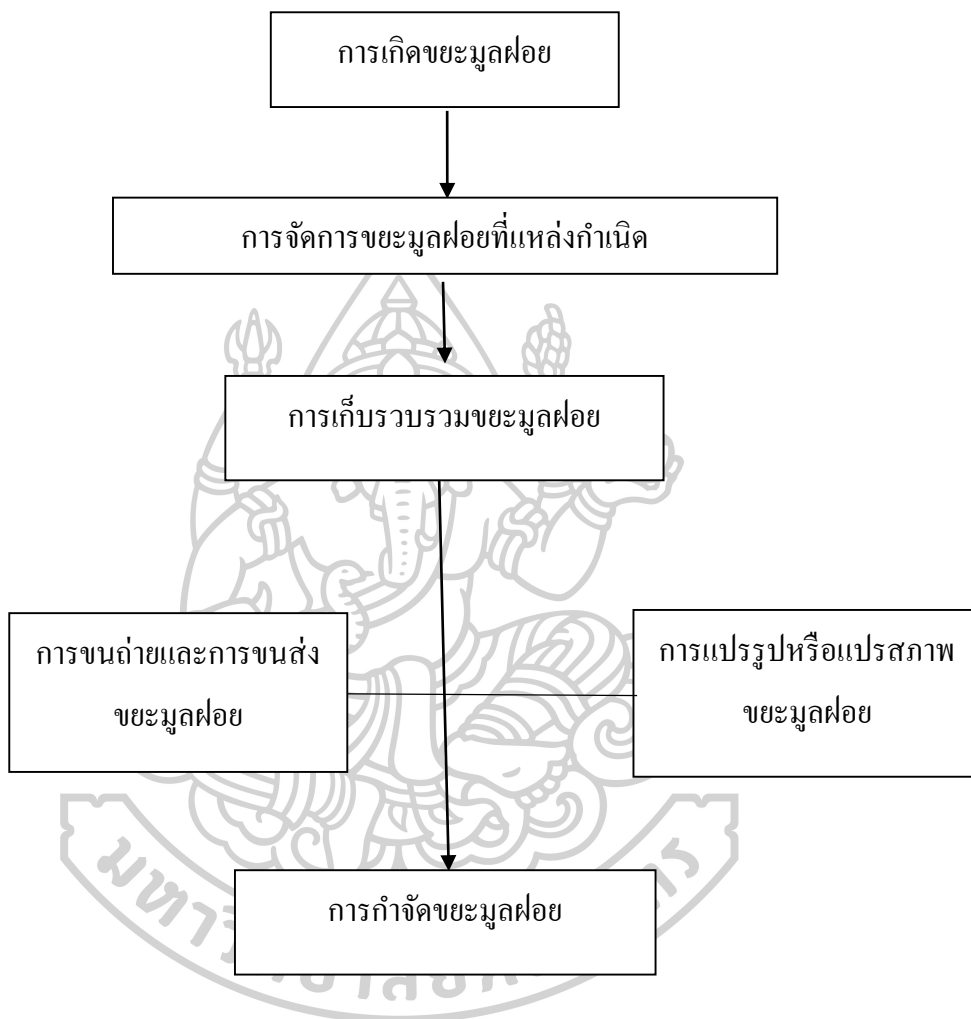 การเกิดขยะมูลฝอย
การจัดการขยะมูลฝอยที่แหล่งกำเนิด
การเก็บรวบรวมขยะมูลฝอย
การขนถ่ายและการขนส่ง
ขยะมูลฝอย
การแปรรูปหรือแปรสภาพ
ขยะมูลฝอย
การกำจัดขยะมูลฝอย